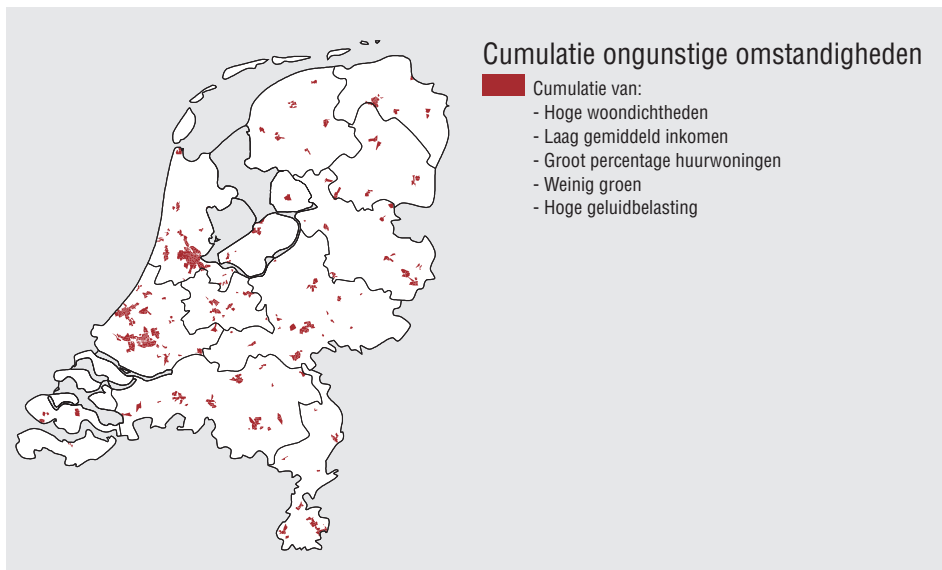 Cumulatie ongunstige omstandigheden
Cumulatie van:
- Hoge woondichtheden
- Laag gemiddeld inkomen
- Groot percentage huurwoningen
- Weinig groen
- Hoge geluidbelasting